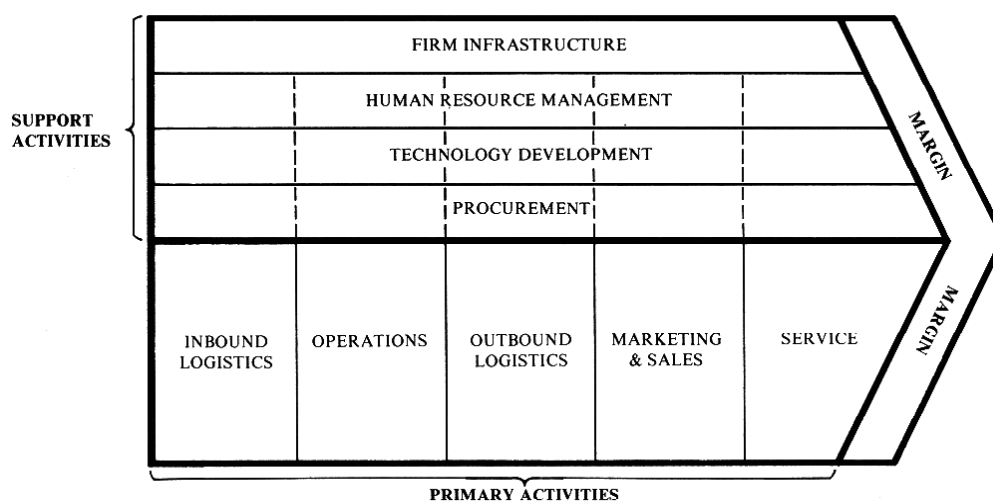 FIRM INFRASTRUCTURE
HUMAN RESOURCE MANAGEMENT
SUPPORT
ACTIVITIES
TECHNOLOGY DEVELOPMENT
PROCUREMENT
MARGIN
INBOUND
LOGISTICS
OPERATIONS
OUTBOUND
LOGISTICS
MARKETING
& SALES
SERVICE
MARGIN
PRIMARY ACTIVITIES